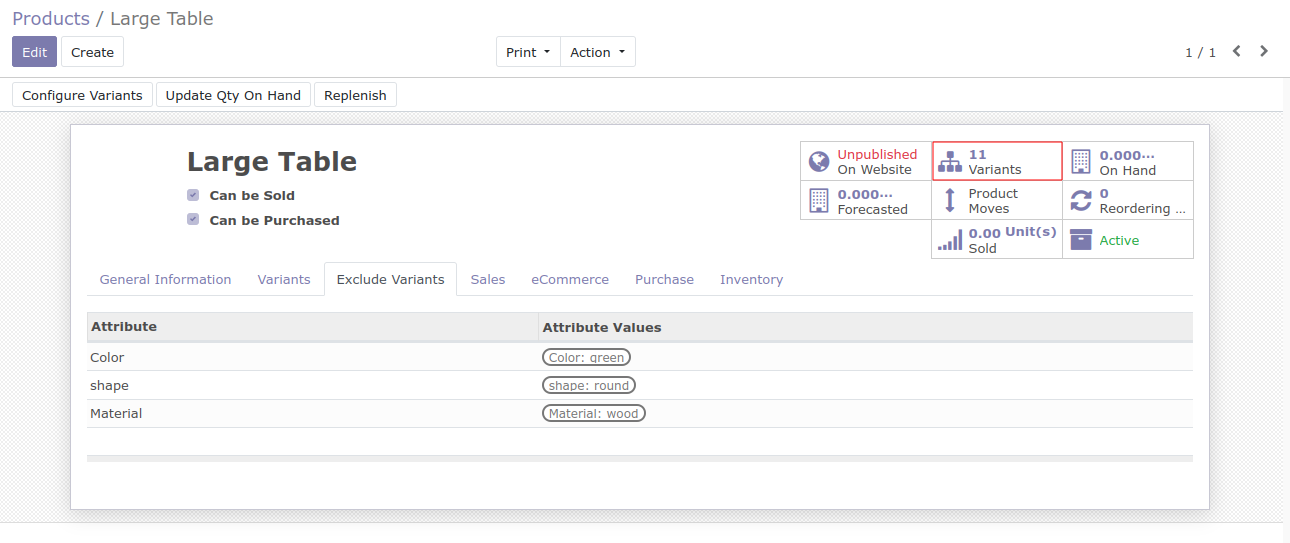 Products / Large Table
Edit Create Print Action 1 / 1
Configure Variants Update Qty On Hand Replenish
Large Table
Can be Sold
Can be Purchased
Unpublished
On Website
11
Variants
0.000...
On Hand
0.000...
Forecasted
Product
Moves
0
Reordering ...
0.00 Unit(s)
Sold
Active
General Information Variants Exclude Variants Sales eCommerce Purchase Inventory
Attribute Attribute Values
Color Color: green
shape shape: round
Material Material: wood